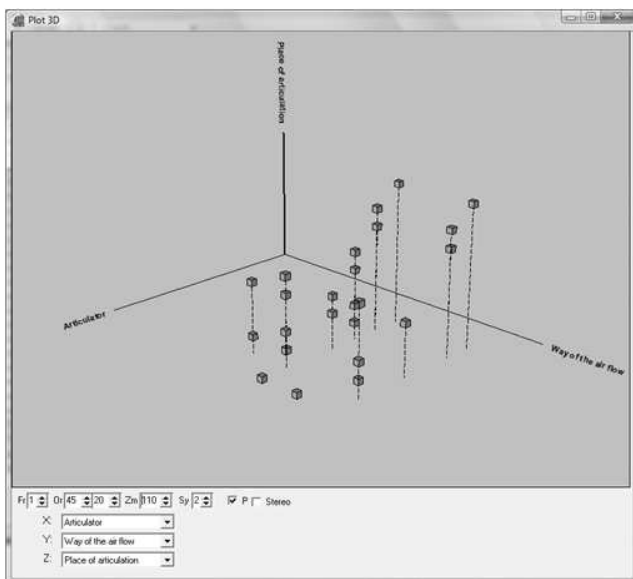 Plot 3D
Place of articulation
Articulator
Way of the air flow
Fr 1 Or 45 20 Zm 110 Sy 2 P Stereo
X: Articulator
Y: Way of the air flow
Z: Place of articulation